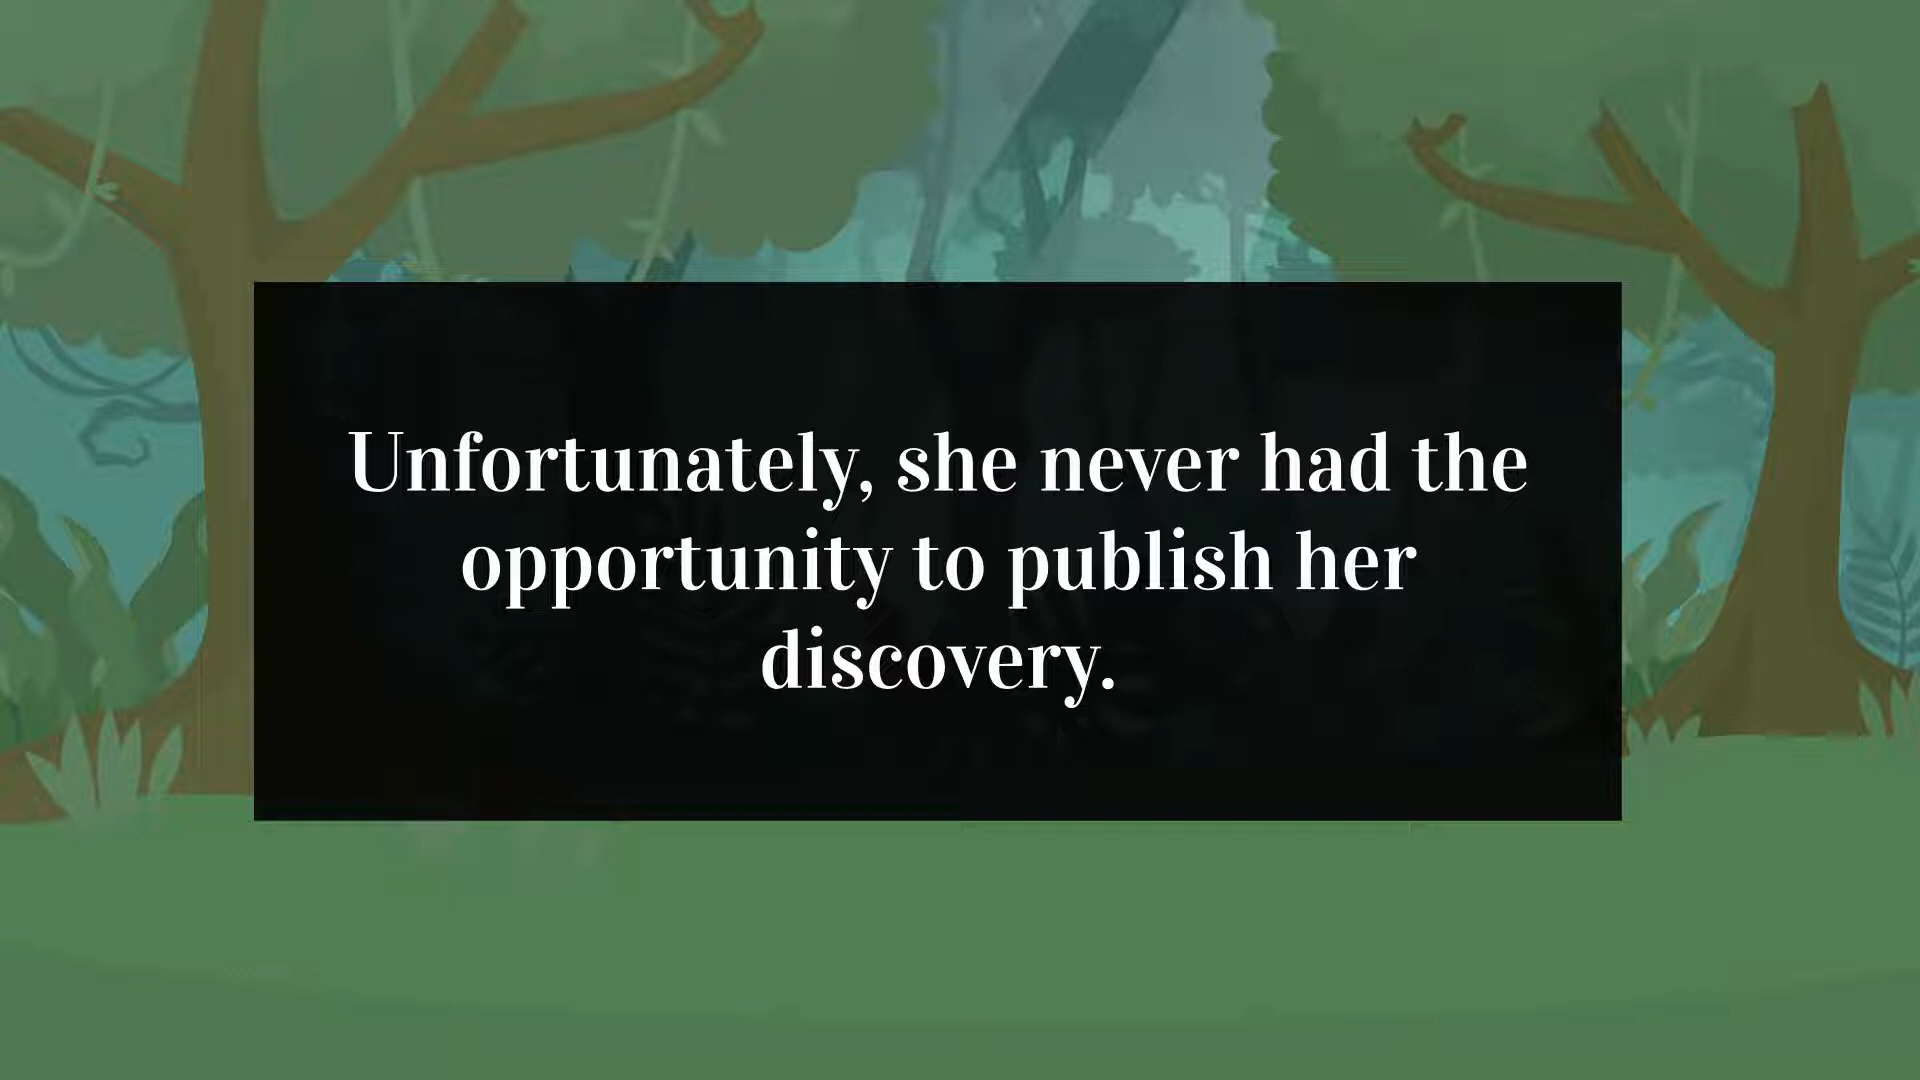 Unfortunately, she never had the
opportunity to publish her
discovery.